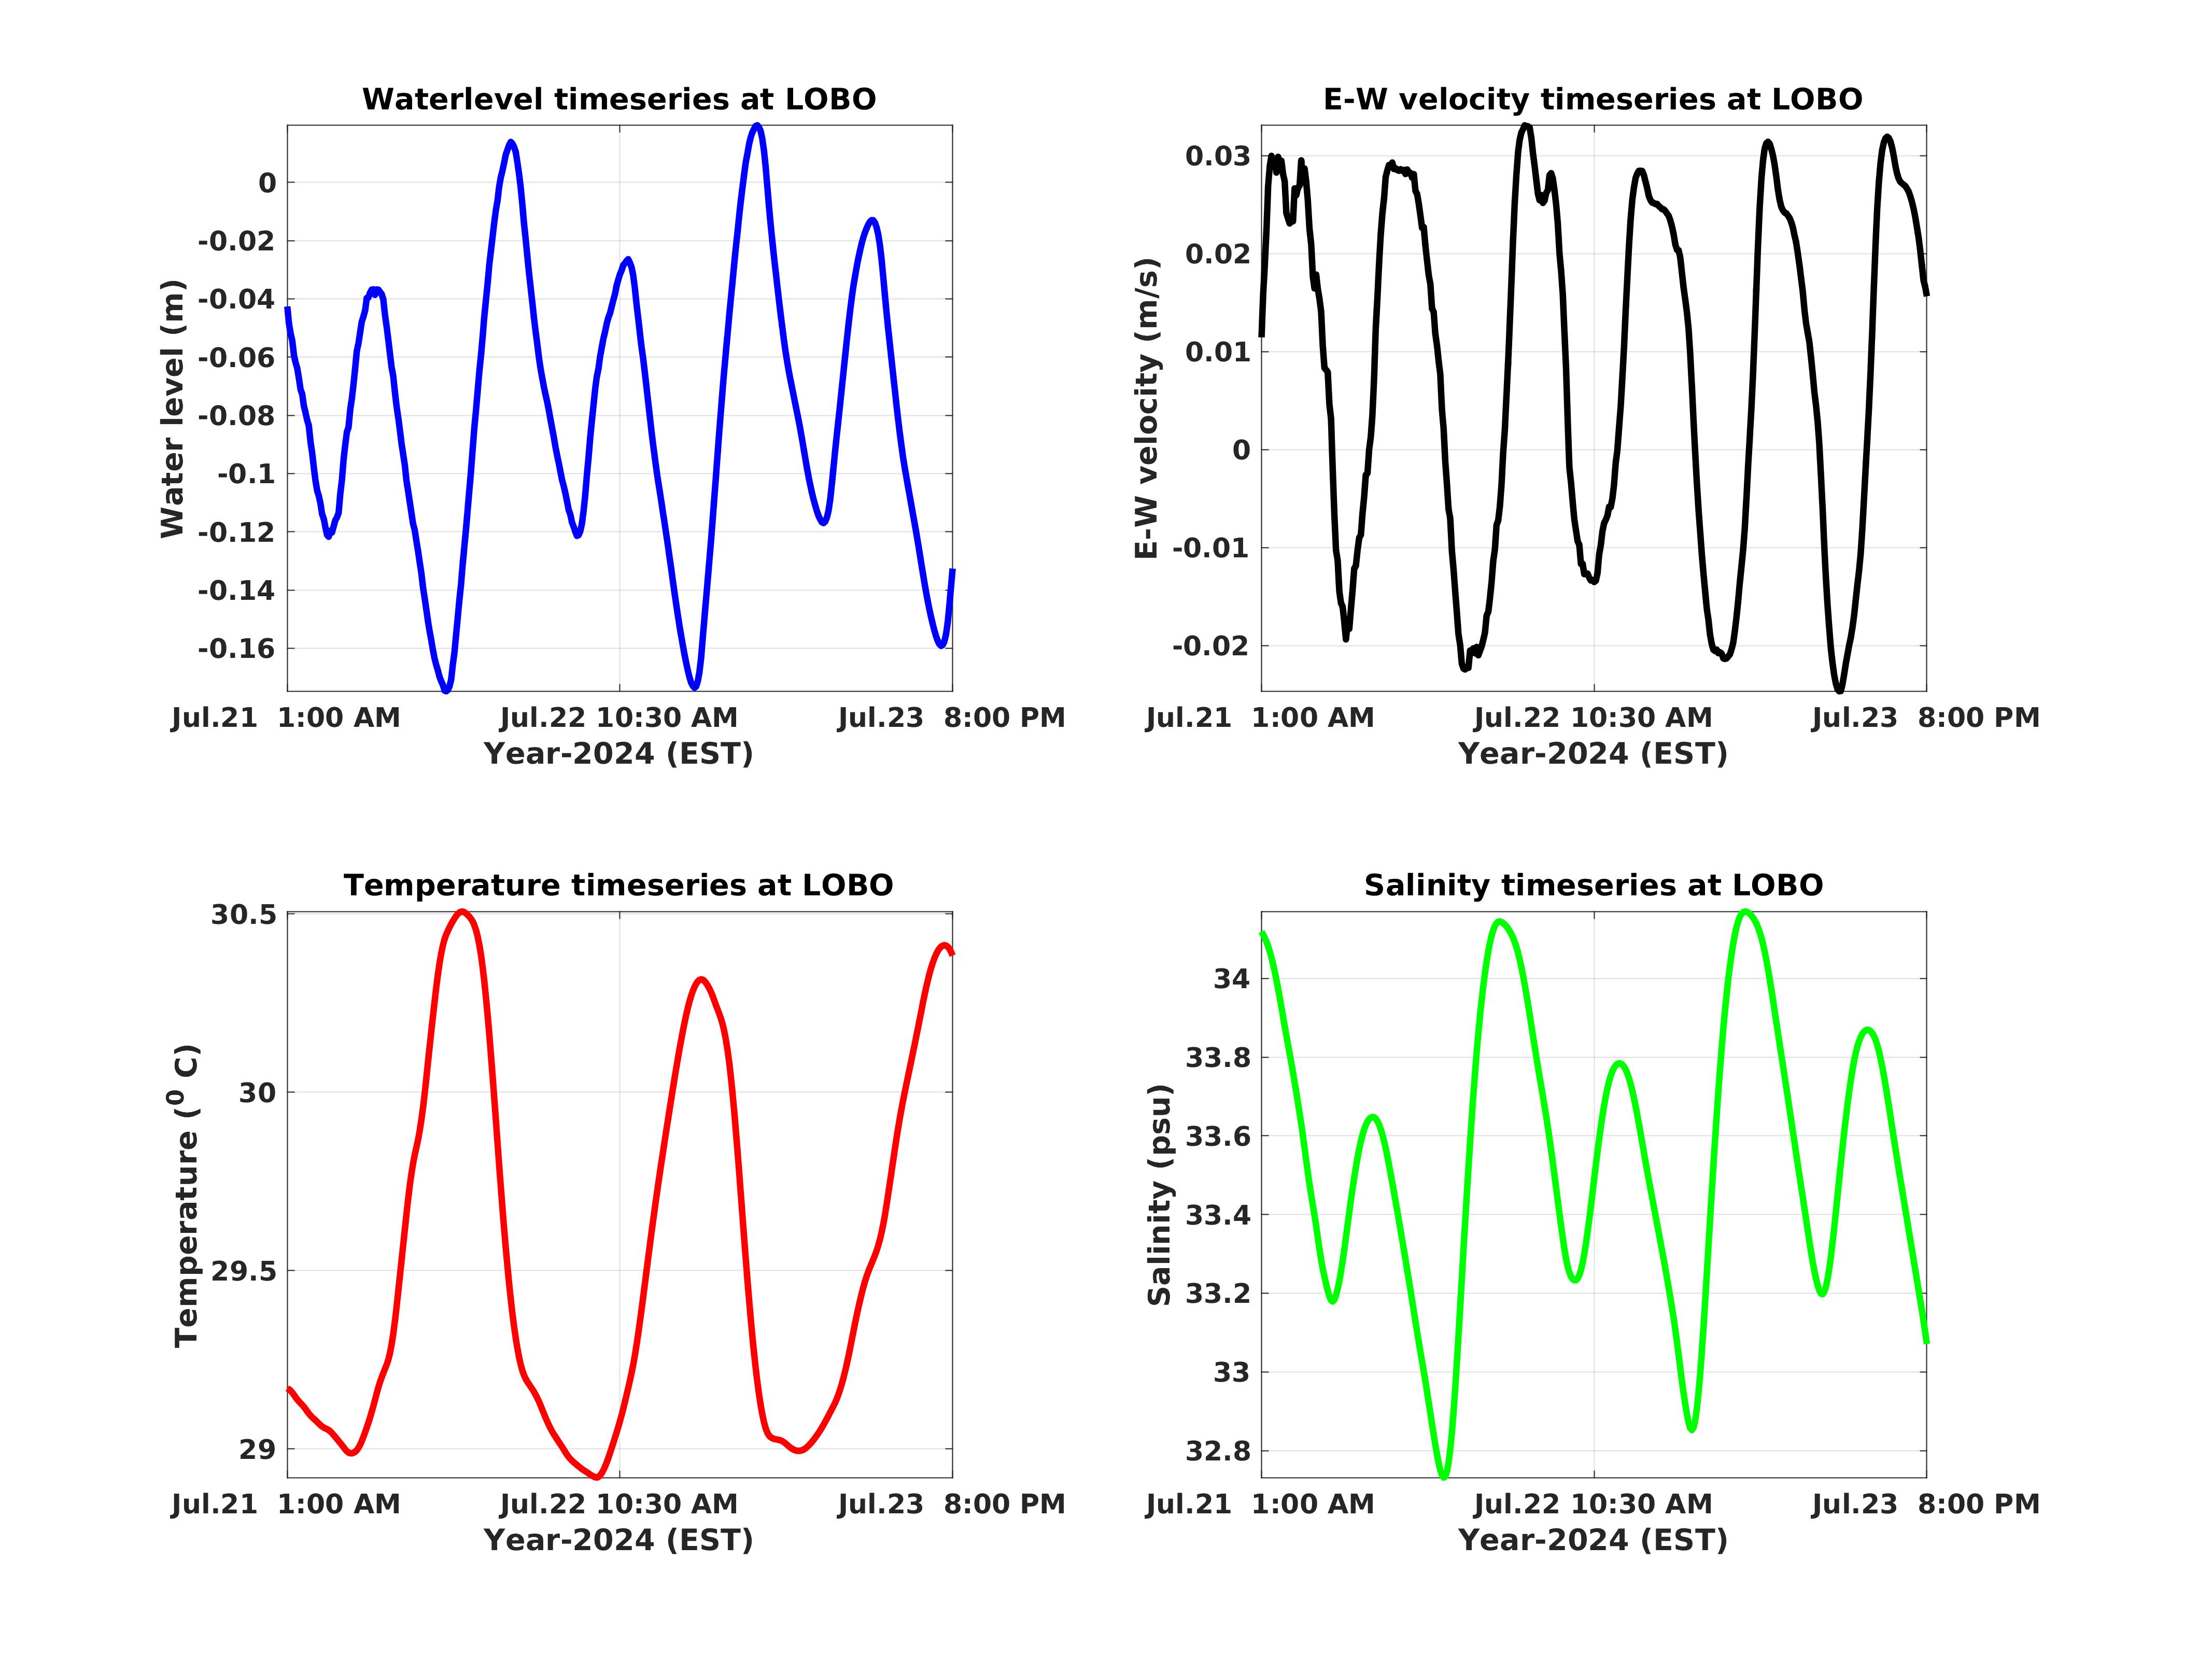 Waterlevel timeseries at LOBO
Water level (m)
0
-0.02
-0.04
-0.06
-0.08
-0.1
-0.12
-0.14
-0.16
Jul.21  1:00 AM
Jul.22 10:30 AM
Jul.23  8:00 PM
Year-2024 (EST)
E-W velocity timeseries at LOBO
E-W velocity (m/s)
0.03
0.02
0.01
0
-0.01
-0.02
Jul.21  1:00 AM
Jul.22 10:30 AM
Jul.23  8:00 PM
Year-2024 (EST)
Temperature timeseries at LOBO
Temperature (⁰ C)
30.5
30
29.5
29
Jul.21  1:00 AM
Jul.22 10:30 AM
Jul.23  8:00 PM
Year-2024 (EST)
Salinity timeseries at LOBO
Salinity (psu)
34
33.8
33.6
33.4
33.2
33
32.8
Jul.21  1:00 AM
Jul.22 10:30 AM
Jul.23  8:00 PM
Year-2024 (EST)